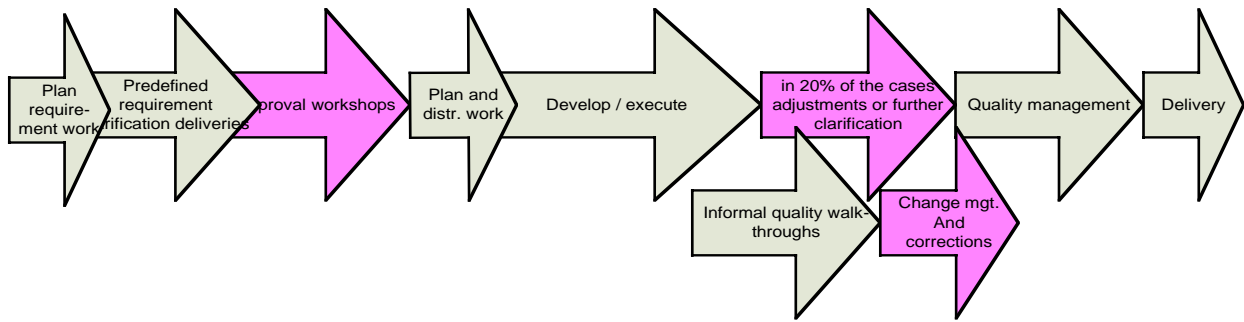 Plan
require-
ment work
Predefined
requirement
rification deliveries
proval workshops
Plan and
distr. work
Develop / execute
in 20% of the cases
adjustments or further
clarification
Quality management
Delivery
Informal quality walk-
throughs
Change mgt.
And
corrections